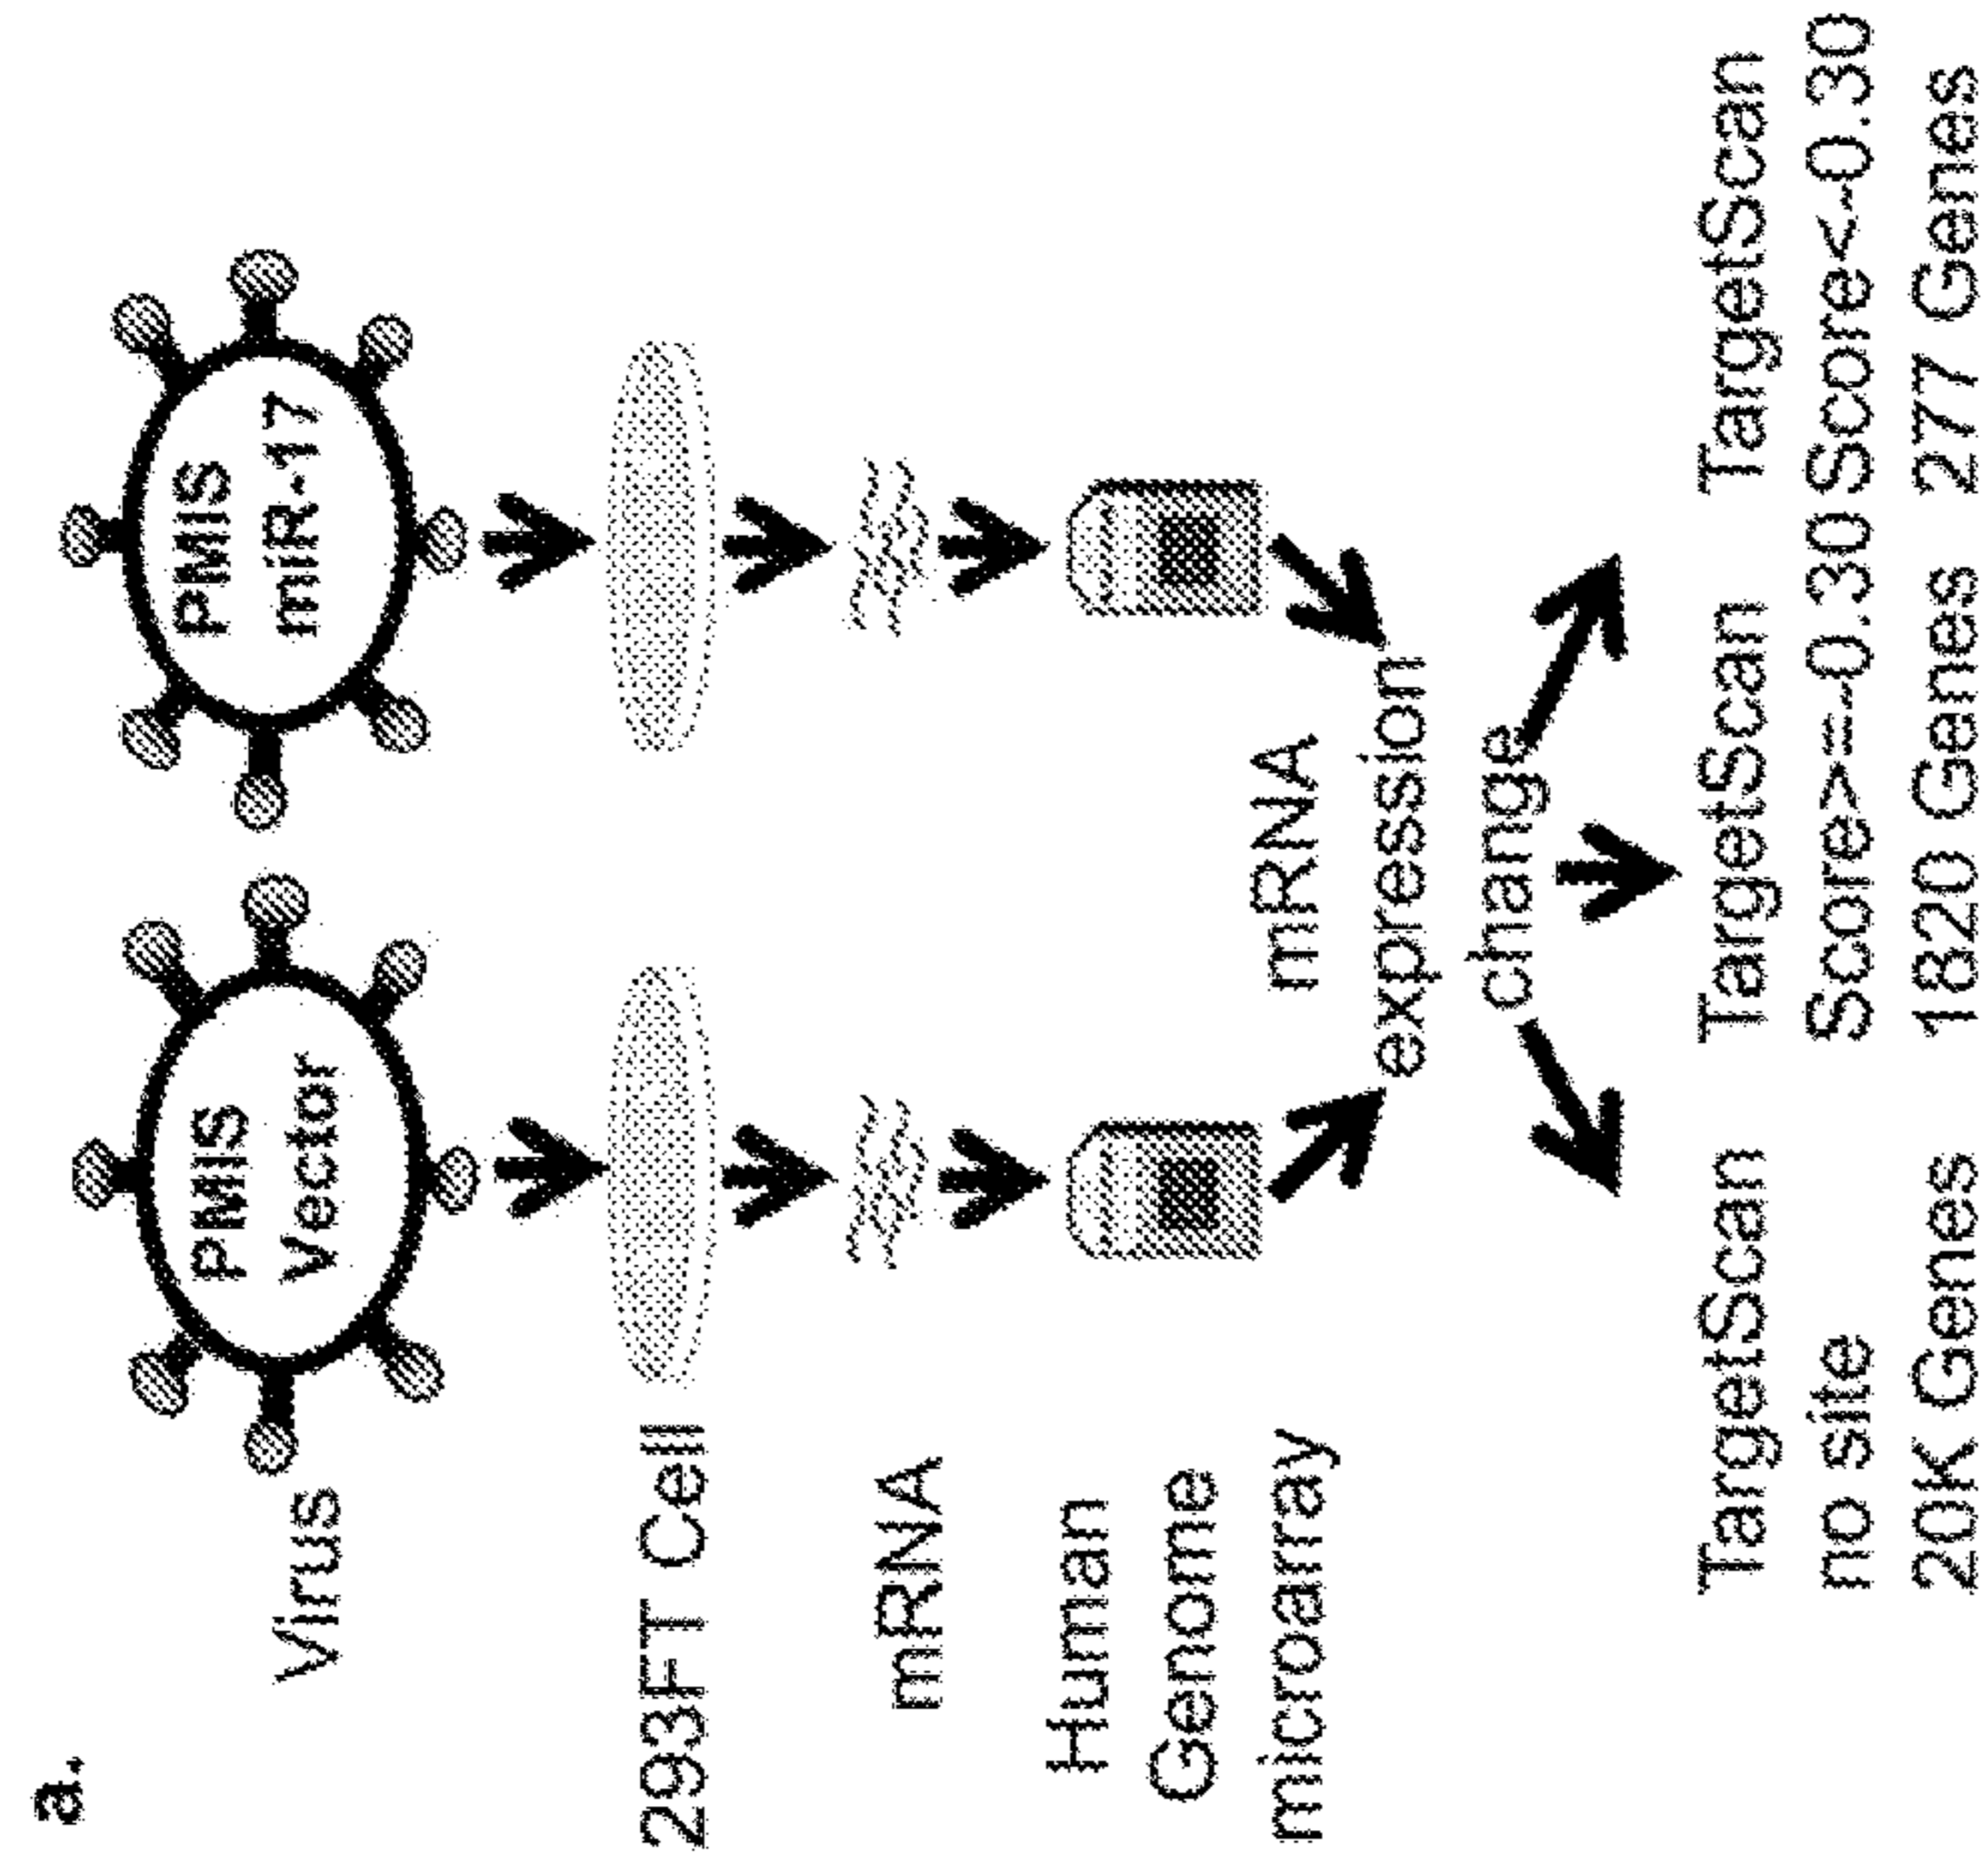 a.
Virus
PMIS
Vector
PMIS
miR-17
293FT Cell
mRNA
Human
Genome
microarray
mRNA
expression
change
TargetScan
no site
20K Genes
TargetScan
Score>=-0.30
1820 Genes
TargetScan
Score<-0.30
277 Genes